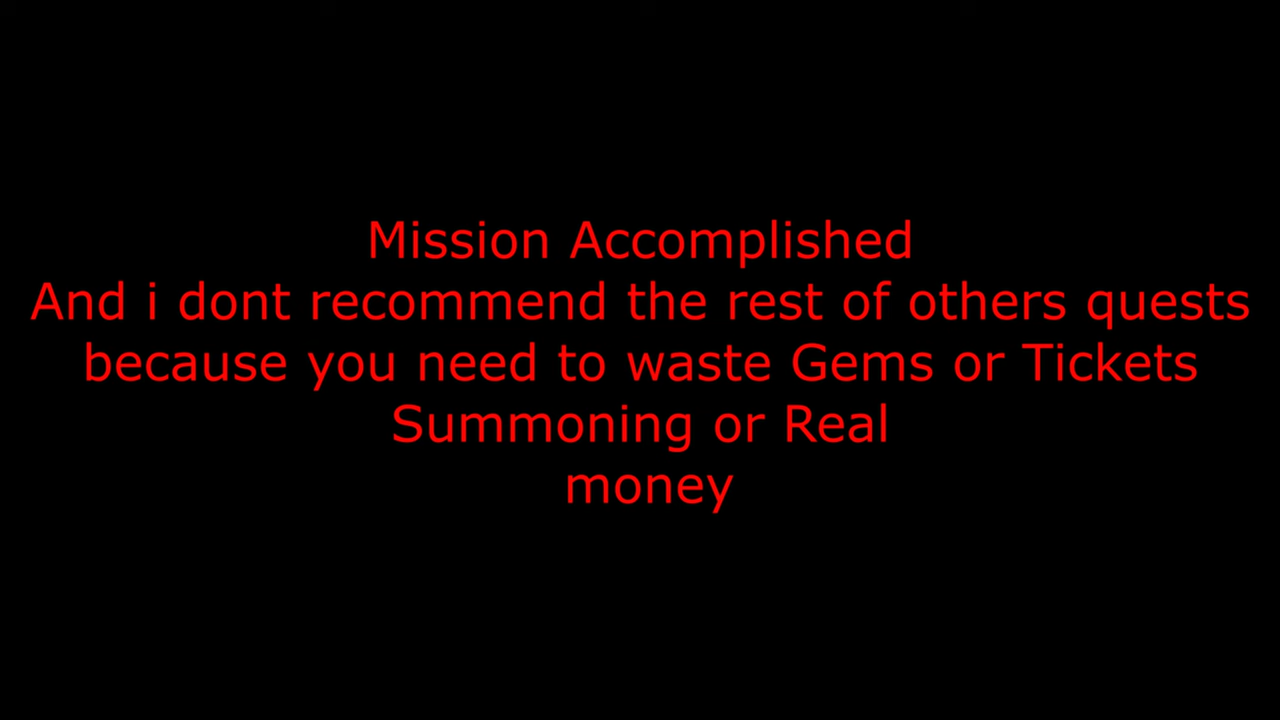 Mission Accomplished
And i dont recommend the rest of others quests
because you need to waste Gems or Tickets
Summoning or Real
money